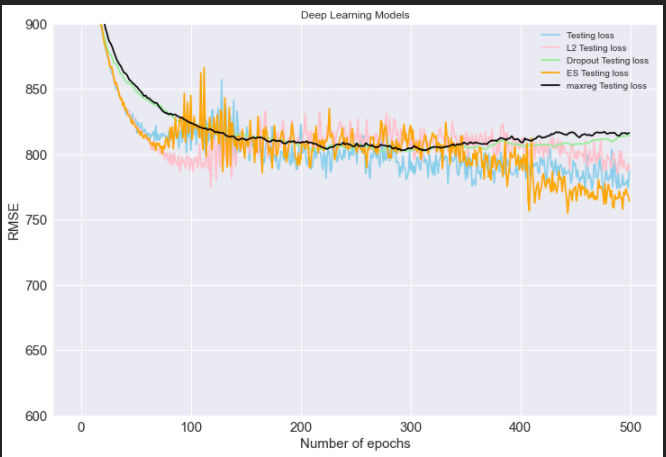 Deep Learning Models
900
850
800
750
700
650
600
RMSE
Testing loss
L2 Testing loss
Dropout Testing loss
ES Testing loss
maxreg Testing loss
0
100
200
300
400
500
Number of epochs